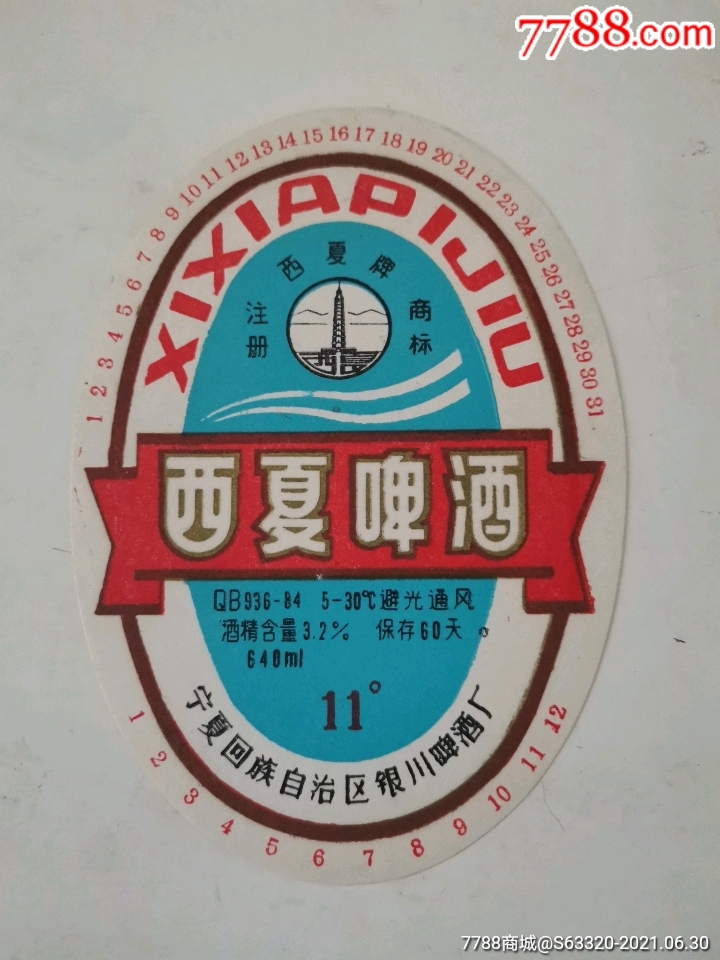 7788.com
1 2 3 4 5 6 7 8 9 10 11 12 13 14 15 16 17 18 19 20 21 22 23 24 25 26 27 28 29 30 31
XIXIAPIJIU
西夏牌
注册 商标
西夏啤酒
QB936-84 5-30℃避光通风
酒精含量3.2% 保存60天。
640ml
11°
宁夏回族自治区银川啤酒厂
1 2 3 4 5 6 7 8 9 10 11 12
7788商城@S63320-2021.06.30